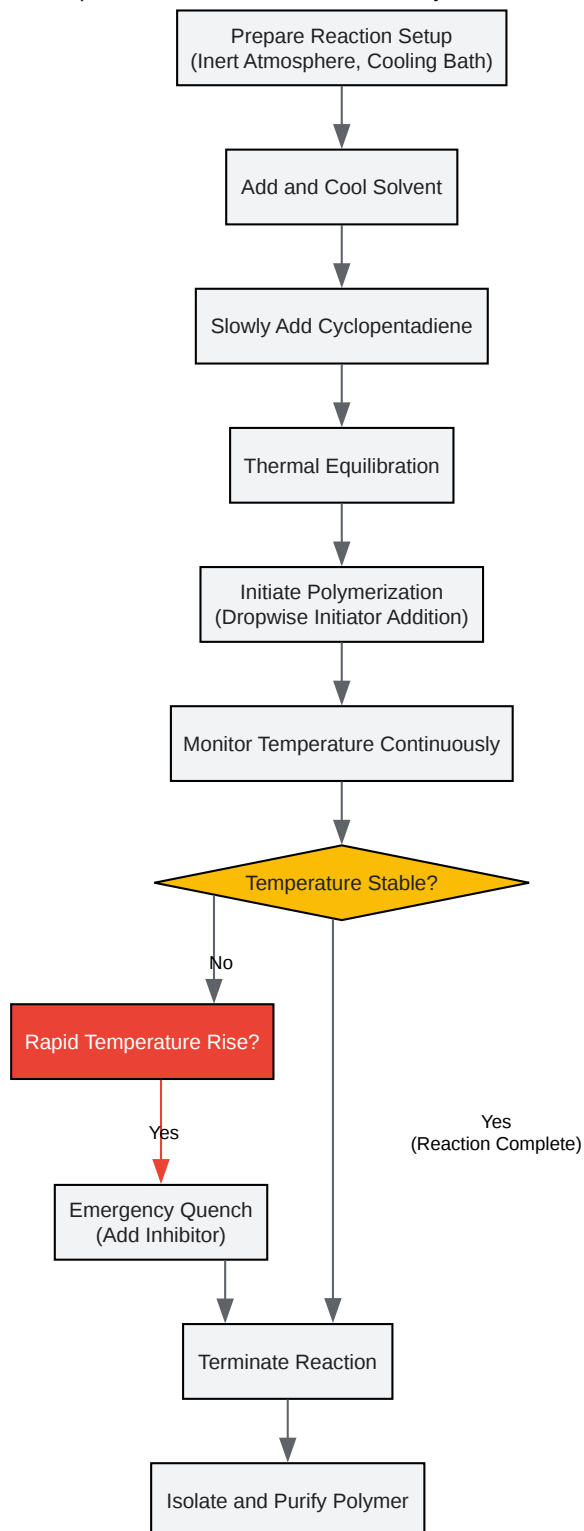 Prepare Reaction Setup
(Inert Atmosphere, Cooling Bath)
Add and Cool Solvent
Slowly Add Cyclopentadiene
Thermal Equilibration
Initiate Polymerization
(Dropwise Initiator Addition)
Monitor Temperature Continuously
Temperature Stable?
No
Rapid Temperature Rise?
Yes
(Reaction Complete)
Yes
Emergency Quench
(Add Inhibitor)
Terminate Reaction
Isolate and Purify Polymer